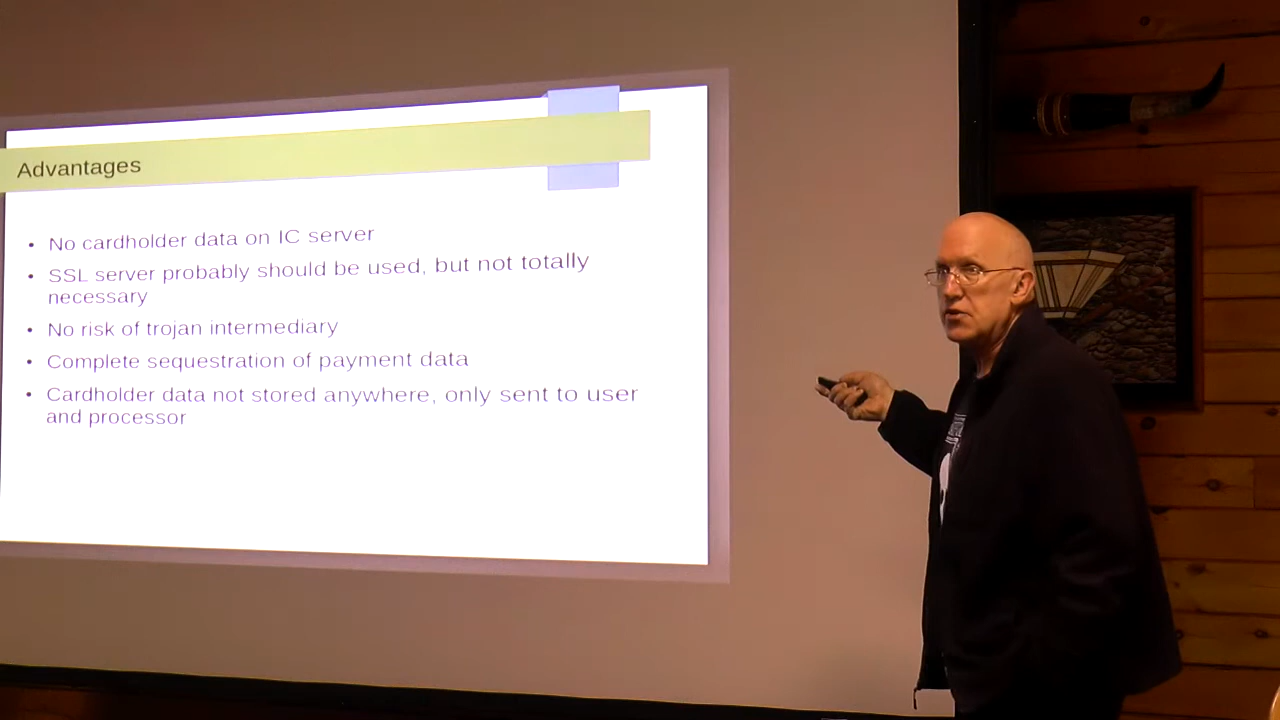 Advantages
• No cardholder data on IC server
• SSL server probably should be used, but not totally
necessary
• No risk of trojan intermediary
• Complete sequestration of payment data
• Cardholder data not stored anywhere, only sent to user
and processor